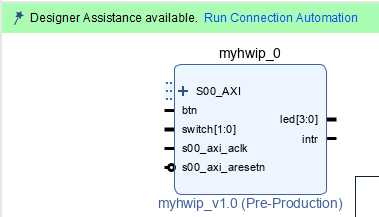 Designer Assistance available. Run Connection Automation
myhwip_0
S00_AXI
btn
switch[1:0]
s00_axi_aclk
s00_axi_aresetn
led[3:0]
intr
myhwip_v1.0 (Pre-Production)